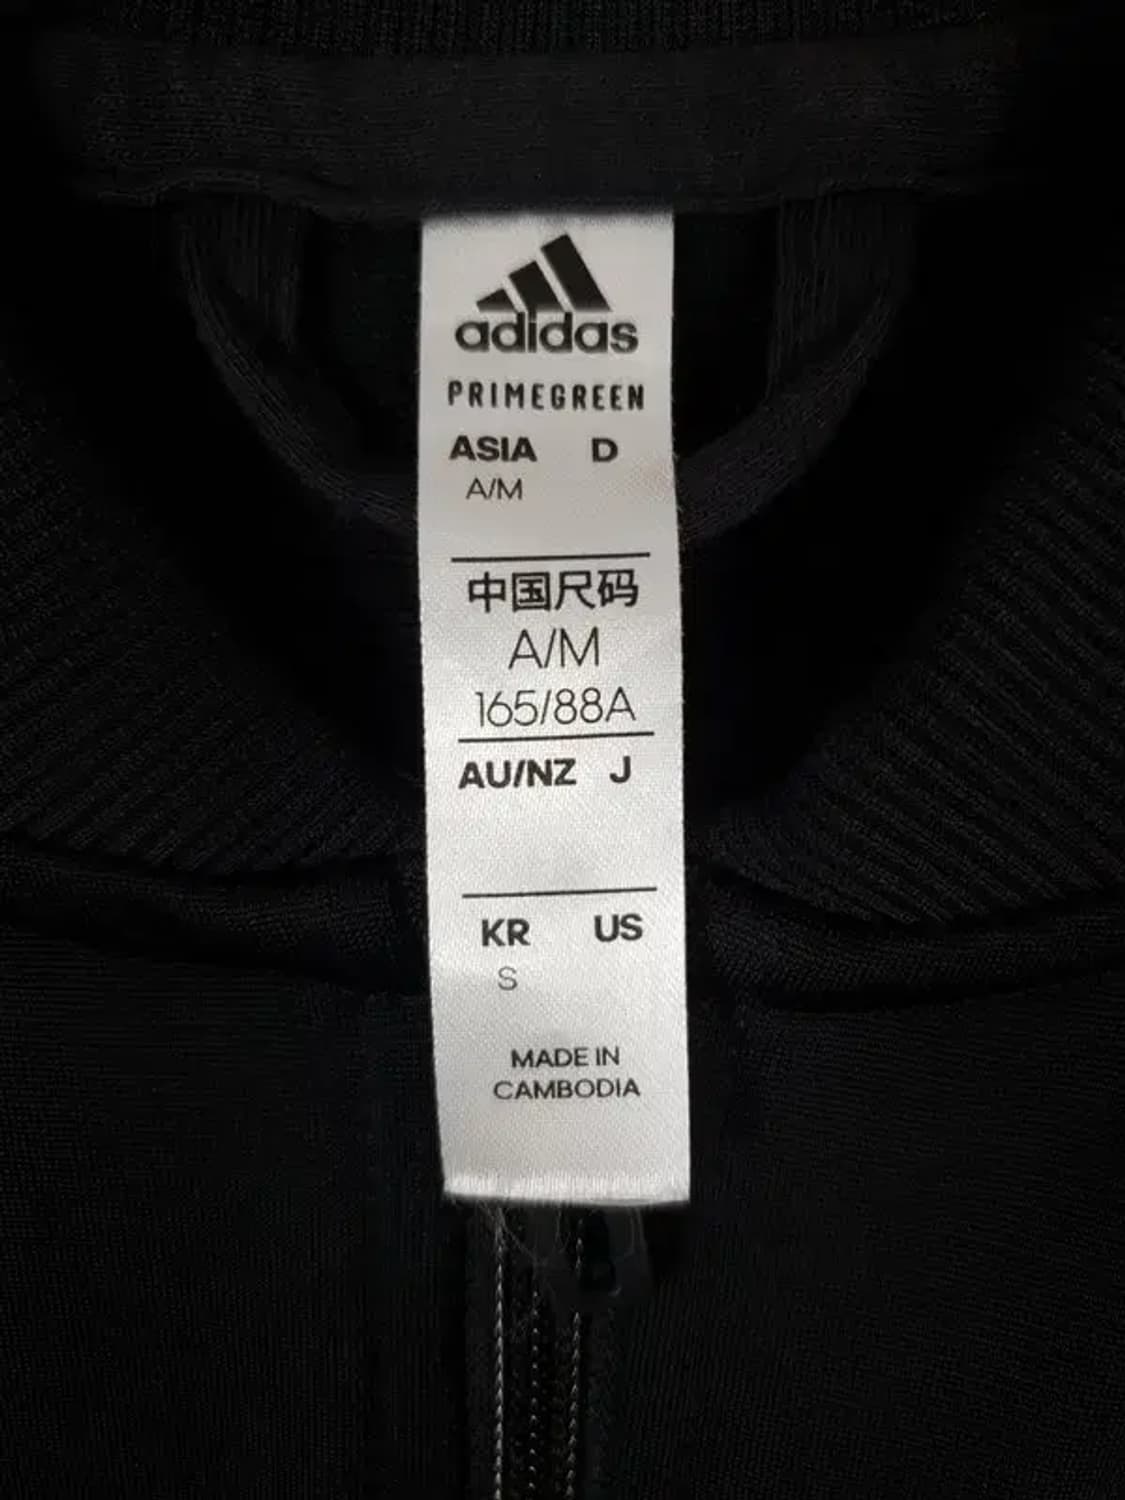 adidas
PRIMEGREEN
ASIA D
A/M
中国尺码
A/M
165/88A
AU/NZ J
KR US
S
MADE IN
CAMBODIA